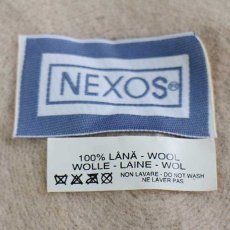 NEXOS
100% LÂNĂ - WOOL
WOLLE - LAINE - WOL
NON LAVARE - DO NOT WASH
NE LAVER PAS